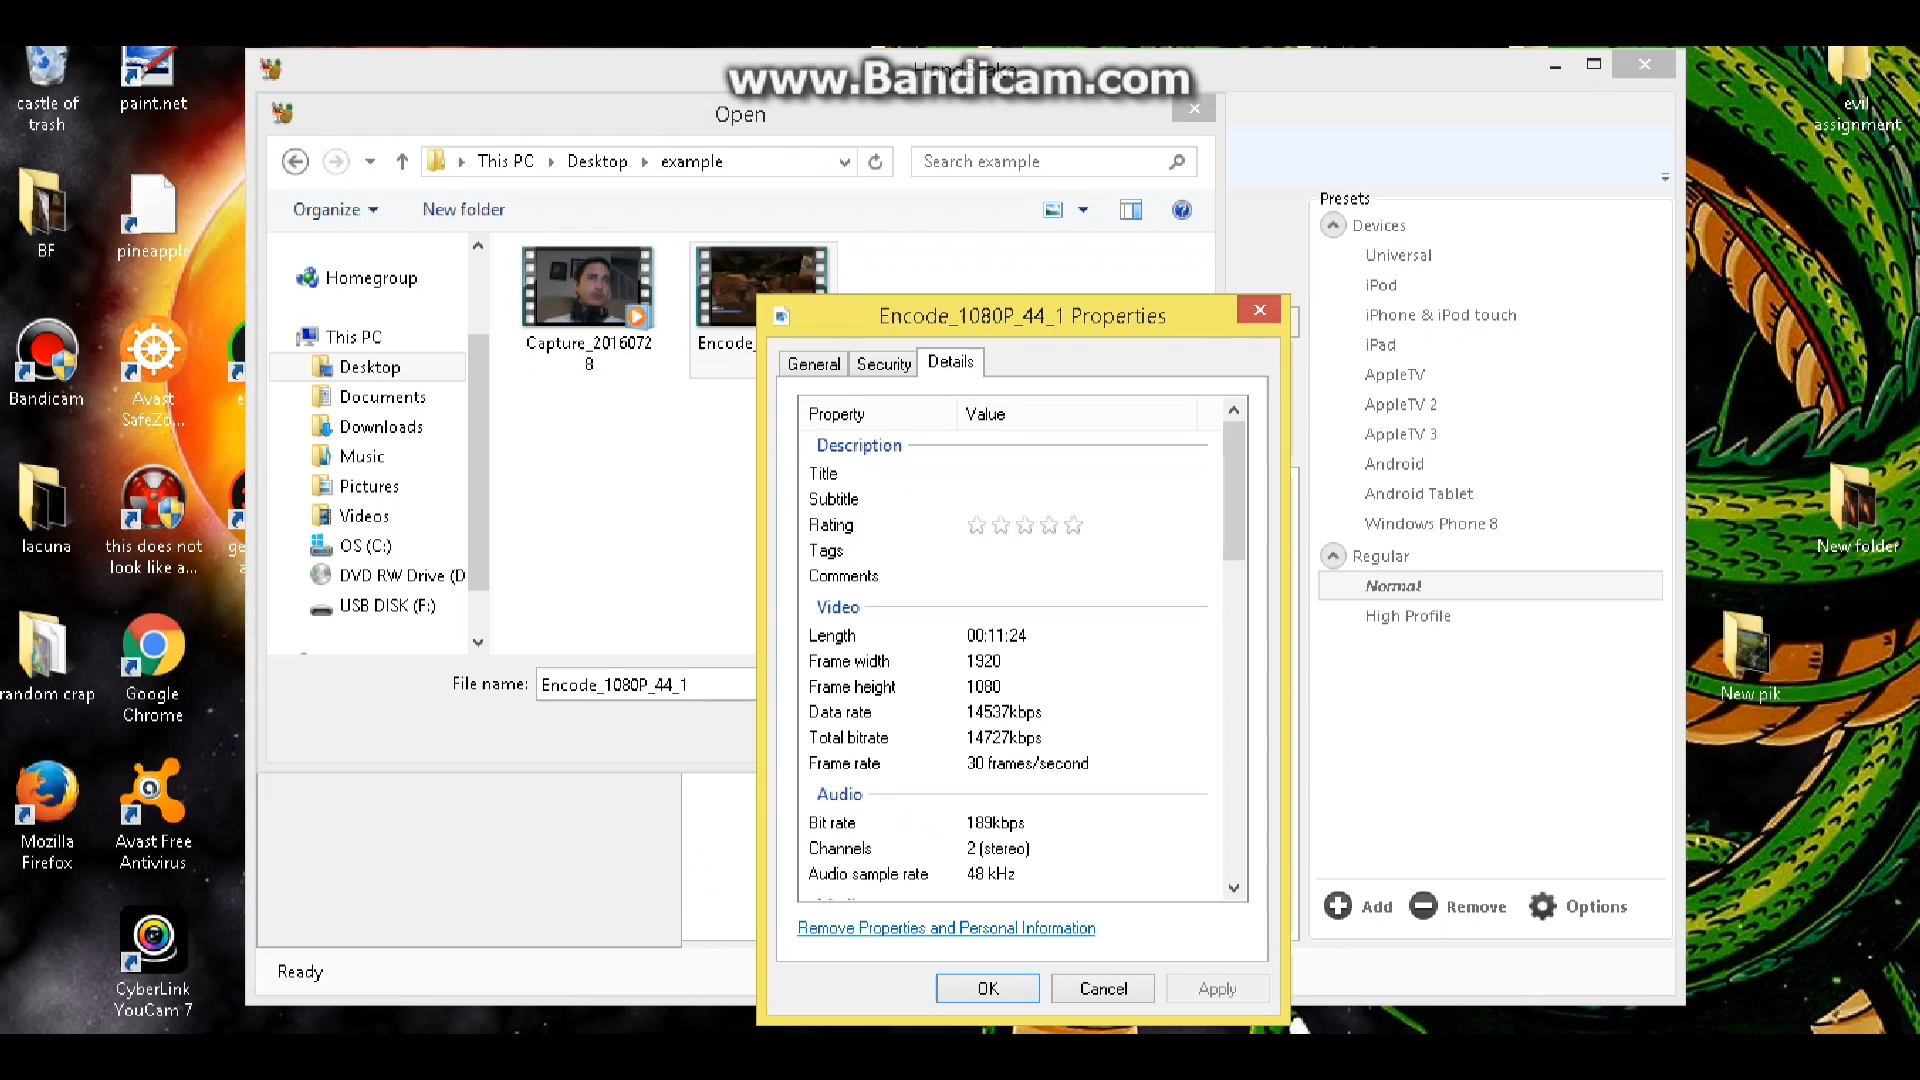 www.Bandicam.com
castle of
trash
paint.net
BF
pineapple
Bandicam
Avast
SafeZo...
lacuna
this does not
look like a...
random crap
Google
Chrome
Mozilla
Firefox
Avast Free
Antivirus
CyberLink
YouCam 7
Open
This PC
Desktop
example
Search example
Organize
New folder
Homegroup
This PC
Desktop
Documents
Downloads
Music
Pictures
Videos
OS (C:)
DVD RW Drive (D
USB DISK (F:)
Capture_2016072
8
Encode_
File name:
Encode_1080P_44_1
Ready
Encode_1080P_44_1 Properties
General
Security
Details
Property
Value
Description
Title
Subtitle
Rating
Tags
Comments
Video
Length 00:11:24
Frame width 1920
Frame height 1080
Data rate 14537kbps
Total bitrate 14727kbps
Frame rate 30 frames/second
Audio
Bit rate 189kbps
Channels 2 (stereo)
Audio sample rate 48 kHz
Remove Properties and Personal Information
OK
Cancel
Apply
Presets
Devices
Universal
iPod
iPhone & iPod touch
iPad
AppleTV
AppleTV 2
AppleTV 3
Android
Android Tablet
Windows Phone 8
Regular
Normal
High Profile
Add
Remove
Options
evil
assignment
New folder
New pik